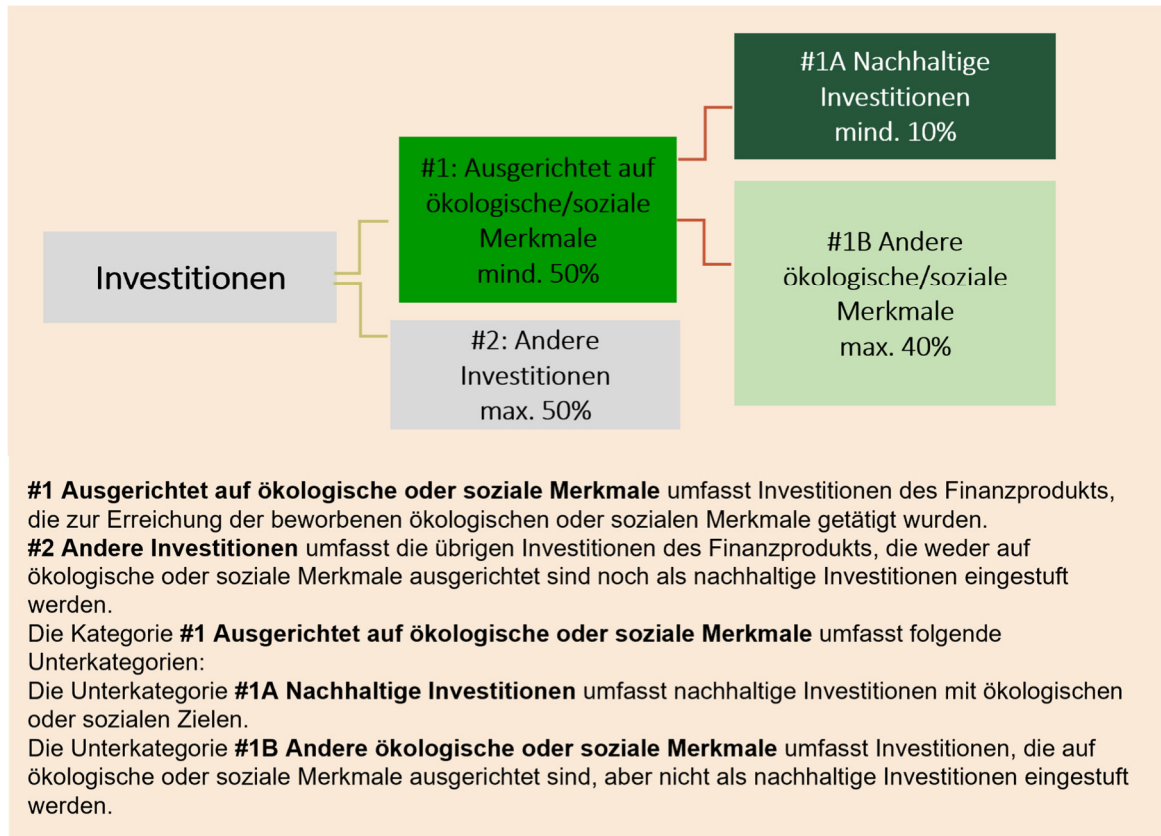 #1A Nachhaltige
Investitionen
mind. 10%
#1: Ausgerichtet auf
ökologische/soziale
Merkmale
mind. 50%
#1B Andere
ökologische/soziale
Merkmale
max. 40%
Investitionen
#2: Andere
Investitionen
max. 50%
#1 Ausgerichtet auf ökologische oder soziale Merkmale umfasst Investitionen des Finanzprodukts,
die zur Erreichung der beworbenen ökologischen oder sozialen Merkmale getätigt wurden.
#2 Andere Investitionen umfasst die übrigen Investitionen des Finanzprodukts, die weder auf
ökologische oder soziale Merkmale ausgerichtet sind noch als nachhaltige Investitionen eingestuft
werden.
Die Kategorie #1 Ausgerichtet auf ökologische oder soziale Merkmale umfasst folgende
Unterkategorien:
Die Unterkategorie #1A Nachhaltige Investitionen umfasst nachhaltige Investitionen mit ökologischen
oder sozialen Zielen.
Die Unterkategorie #1B Andere ökologische oder soziale Merkmale umfasst Investitionen, die auf
ökologische oder soziale Merkmale ausgerichtet sind, aber nicht als nachhaltige Investitionen eingestuft
werden.